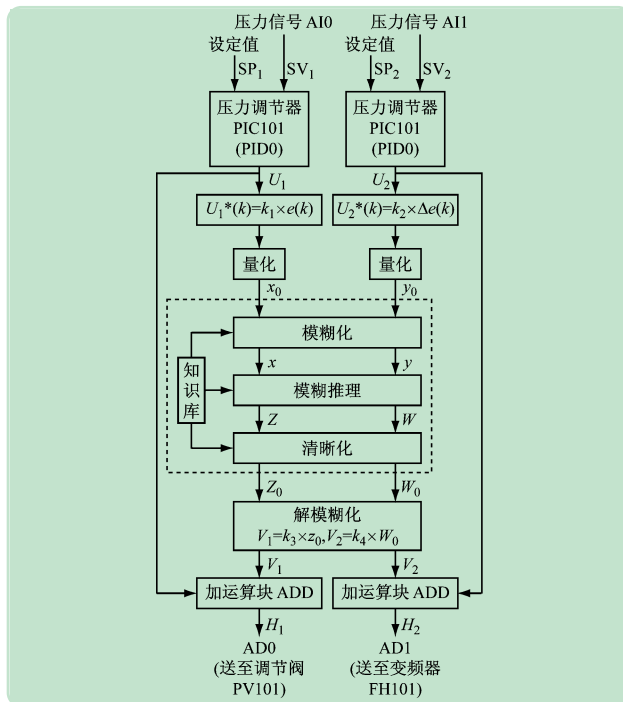 压力信号 AI0 压力信号 AI1
设定值 设定值
SP₁ SV₁ SP₂ SV₂
压力调节器 压力调节器
PIC101 PIC101
(PID0) (PID0)
U₁ U₂
U₁*(k)=k₁×e(k) U₂*(k)=k₂×Δe(k)
量化 量化
x₀ y₀
模糊化
x y
知识库 模糊推理
Z W
清晰化
Z₀ W₀
解模糊化
V₁=k₃×z₀,V₂=k₄×W₀
V₁ V₂
加运算块 ADD 加运算块 ADD
H₁ H₂
AD0 AD1
(送至调节阀 (送至变频器
PV101) FH101)